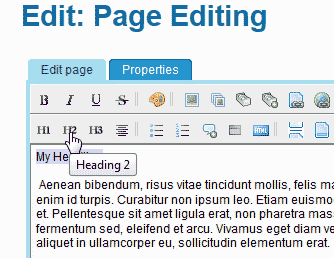 Edit: Page Editing
Edit page Properties
B I U S
H1 H2 H3 HTML
My He
Heading 2
Aenean bibendum, risus vitae tincidunt mollis, felis ma
enim id turpis. Curabitur non ipsum leo. Etiam euismo
et. Pellentesque sit amet ligula erat, non pharetra mas
fermentum sed, eleifend et arcu. Vivamus eget diam ve
aliquet in ullamcorper eu, sollicitudin elementum erat.